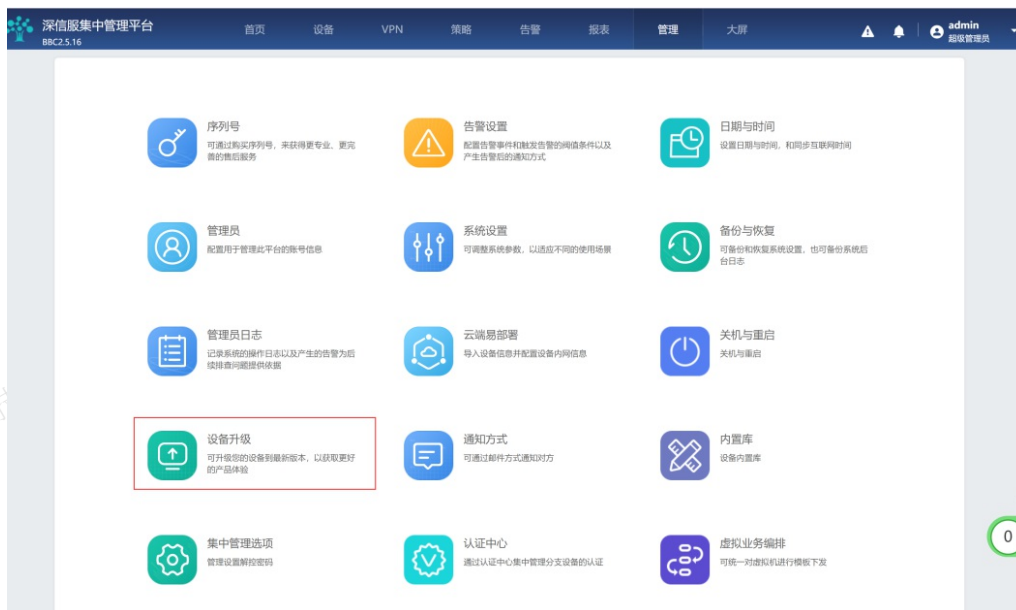 深信服集中管理平台
BBC2.5.16
首页 设备 VPN 策略 告警 报表 管理 大屏
admin
超级管理员
序列号
可通过购买序列号，来获得更专业、更完
善的售后服务
告警设置
配置告警事件和触发告警的阈值条件以及
产生告警后的通知方式
日期与时间
设置日期与时间，和同步互联网时间
管理员
配置用于管理此平台的账号信息
系统设置
可调整系统参数，以适应不同的使用场景
备份与恢复
可备份和恢复系统设置，也可备份系统后
台日志
管理员日志
记录系统的操作日志以及产生的告警为后
续排查问题提供依据
云端易部署
导入设备信息并配置设备内网信息
关机与重启
关机与重启
设备升级
可升级您的设备到最新版本，以获取更好
的产品体验
通知方式
可通过邮件方式通知对方
内置库
设备内置库
集中管理选项
管理设置解控密码
认证中心
通过认证中心集中管理分支设备的认证
虚拟业务编排
可统一对虚拟机进行模板下发
0